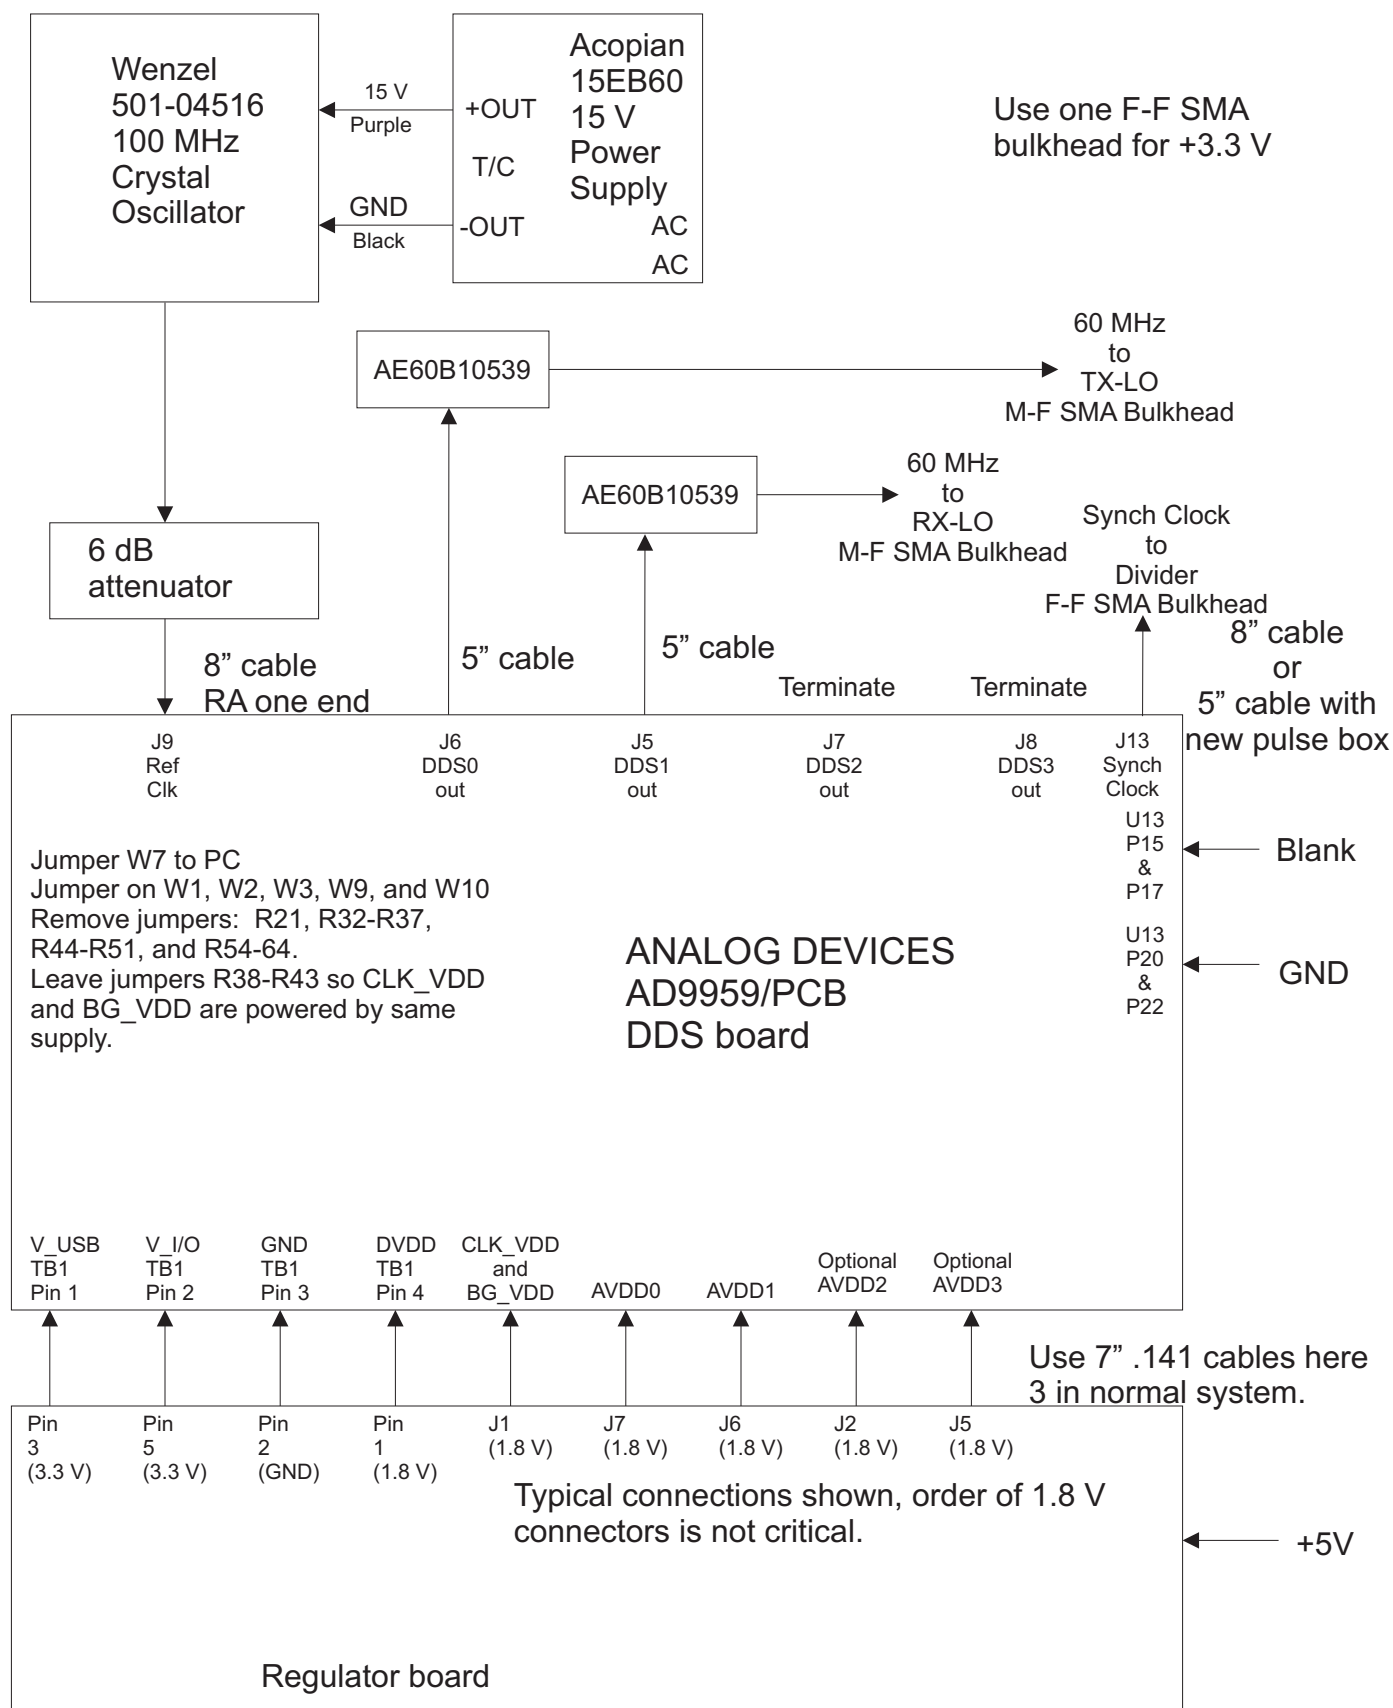 Wenzel
501-04516
100 MHz
Crystal
Oscillator
15 V
Purple
GND
Black
+OUT
T/C
-OUT
Acopian
15EB60
15 V
Power
Supply
AC
AC
Use one F-F SMA
bulkhead for +3.3 V
AE60B10539
60 MHz
to
TX-LO
M-F SMA Bulkhead
AE60B10539
60 MHz
to
RX-LO
M-F SMA Bulkhead
Synch Clock
to
Divider
F-F SMA Bulkhead
6 dB
attenuator
8” cable
RA one end
5” cable
5” cable
Terminate
Terminate
8” cable
or
5” cable with
new pulse box
J9
Ref
Clk
J6
DDS0
out
J5
DDS1
out
J7
DDS2
out
J8
DDS3
out
J13
Synch
Clock
U13
P15
&
P17
Blank
U13
P20
&
P22
GND
Jumper W7 to PC
Jumper on W1, W2, W3, W9, and W10
Remove jumpers:  R21, R32-R37,
R44-R51, and R54-64.
Leave jumpers R38-R43 so CLK_VDD
and BG_VDD are powered by same
supply.
ANALOG DEVICES
AD9959/PCB
DDS board
V_USB
TB1
Pin 1
V_I/O
TB1
Pin 2
GND
TB1
Pin 3
DVDD
TB1
Pin 4
CLK_VDD
and
BG_VDD
AVDD0
AVDD1
Optional
AVDD2
Optional
AVDD3
Use 7” .141 cables here
3 in normal system.
Pin
3
(3.3 V)
Pin
5
(3.3 V)
Pin
2
(GND)
Pin
1
(1.8 V)
J1
(1.8 V)
J7
(1.8 V)
J6
(1.8 V)
J2
(1.8 V)
J5
(1.8 V)
Typical connections shown, order of 1.8 V
connectors is not critical.
+5V
Regulator board